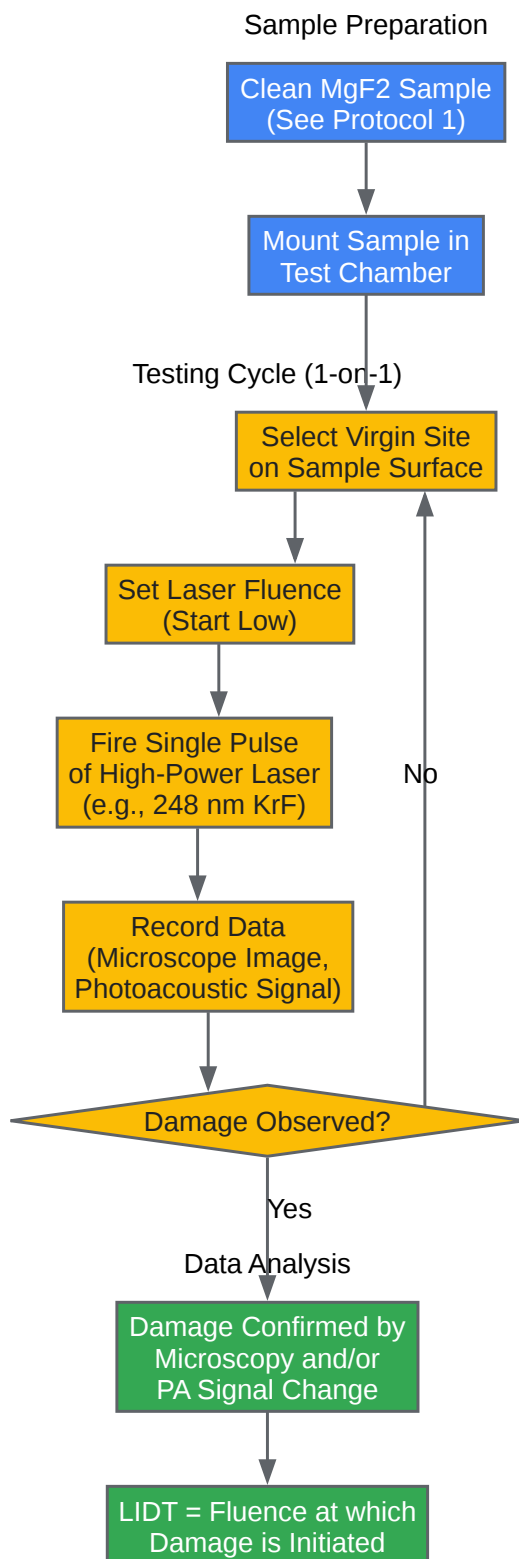 Sample Preparation
Clean MgF2 Sample
(See Protocol 1)
Mount Sample in
Test Chamber
Testing Cycle (1-on-1)
Select Virgin Site
on Sample Surface
Set Laser Fluence
(Start Low)
Fire Single Pulse
of High-Power Laser
(e.g., 248 nm KrF)
No
Record Data
(Microscope Image,
Photoacoustic Signal)
Damage Observed?
Yes
Data Analysis
Damage Confirmed by
Microscopy and/or
PA Signal Change
LIDT = Fluence at which
Damage is Initiated